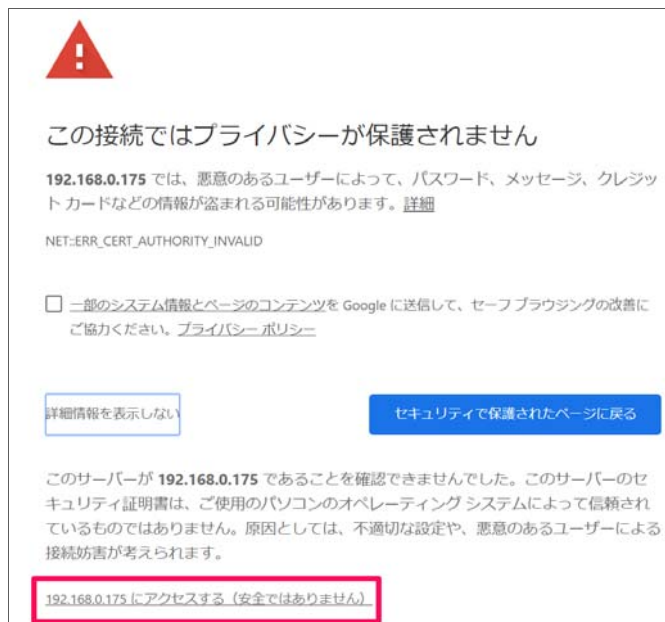 この接続ではプライバシーが保護されません
192.168.0.175 では、悪意のあるユーザーによって、パスワード、メッセージ、クレジッ
ト カードなどの情報が盗まれる可能性があります。詳細
NET::ERR_CERT_AUTHORITY_INVALID
一部のシステム情報とページのコンテンツを Google に送信して、セーフ ブラウジングの改善に
ご協力ください。プライバシー ポリシー
詳細情報を表示しない
セキュリティで保護されたページに戻る
このサーバーが 192.168.0.175 であることを確認できませんでした。このサーバーのセ
キュリティ証明書は、ご使用のパソコンのオペレーティング システムによって信頼され
ているものではありません。原因としては、不適切な設定や、悪意のあるユーザーによる
接続妨害が考えられます。
192.168.0.175 にアクセスする（安全ではありません）